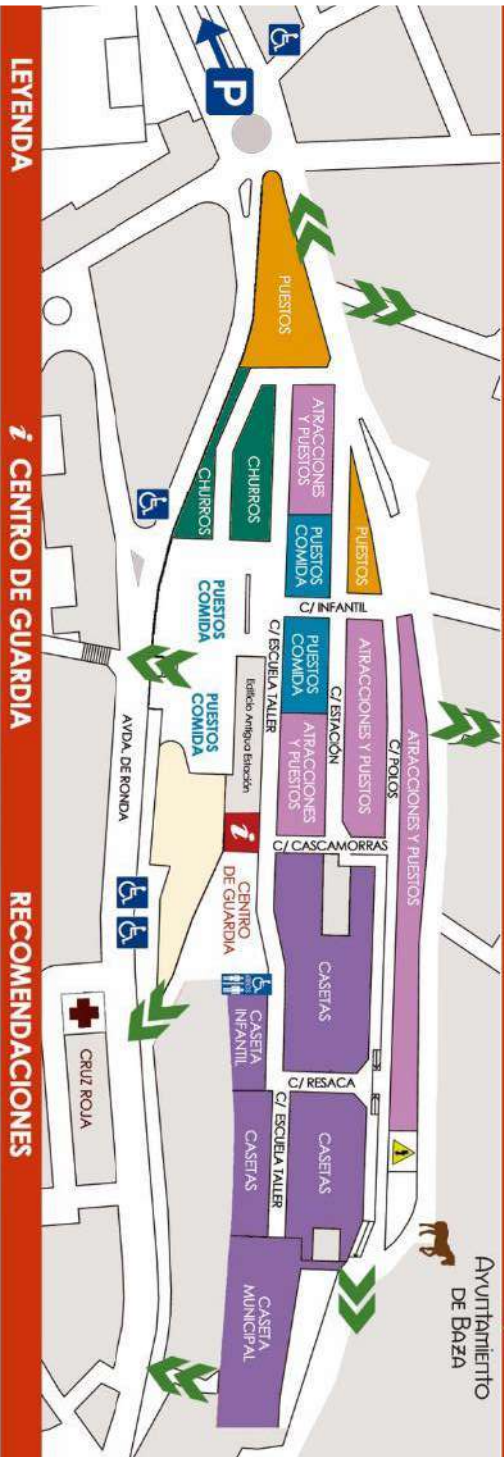 AYUNTAMIENTO
DE BAZA
P
PUESTOS
ATRACCIONES
Y PUESTOS
PUESTOS
CHURROS
CHURROS
PUESTOS
COMIDA
C/ INFANTIL
PUESTOS
COMIDA
ATRACCIONES Y PUESTOS
C/ POLOS
ATRACCIONES Y PUESTOS
C/ ESTACIÓN
PUESTOS
COMIDA
ATRACCIONES
Y PUESTOS
C/ ESCUELA TALLER
Edificio Antigua Estación
PUESTOS
COMIDA
AVDA. DE RONDA
i
CENTRO
DE GUARDIA
C/ CASCAMORRAS
CASETAS
C/ RESACA
CASETAS
C/ ESCUELA TALLER
CASETA
INFANTIL
CASETAS
CASETA
MUNICIPAL
CRUZ ROJA
LEYENDA
i CENTRO DE GUARDIA
RECOMENDACIONES